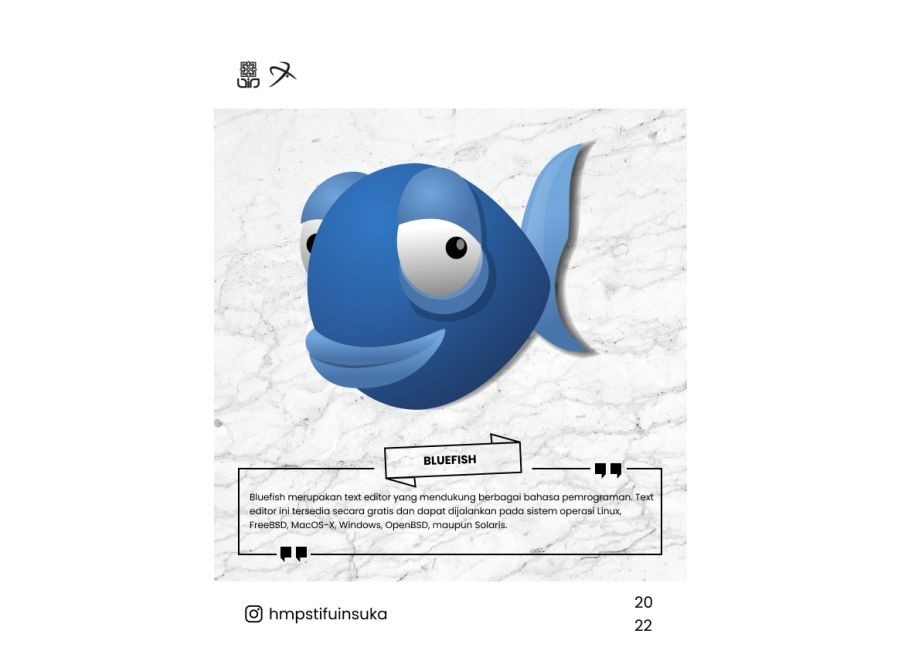 uin
BLUEFISH
Bluefish merupakan text editor yang mendukung berbagai bahasa pemrograman. Text
editor ini tersedia secara gratis dan dapat dijalankan pada sistem operasi Linux,
FreeBSD, MacOS-X, Windows, OpenBSD, maupun Solaris.
hmpstifuinsuka
20
22